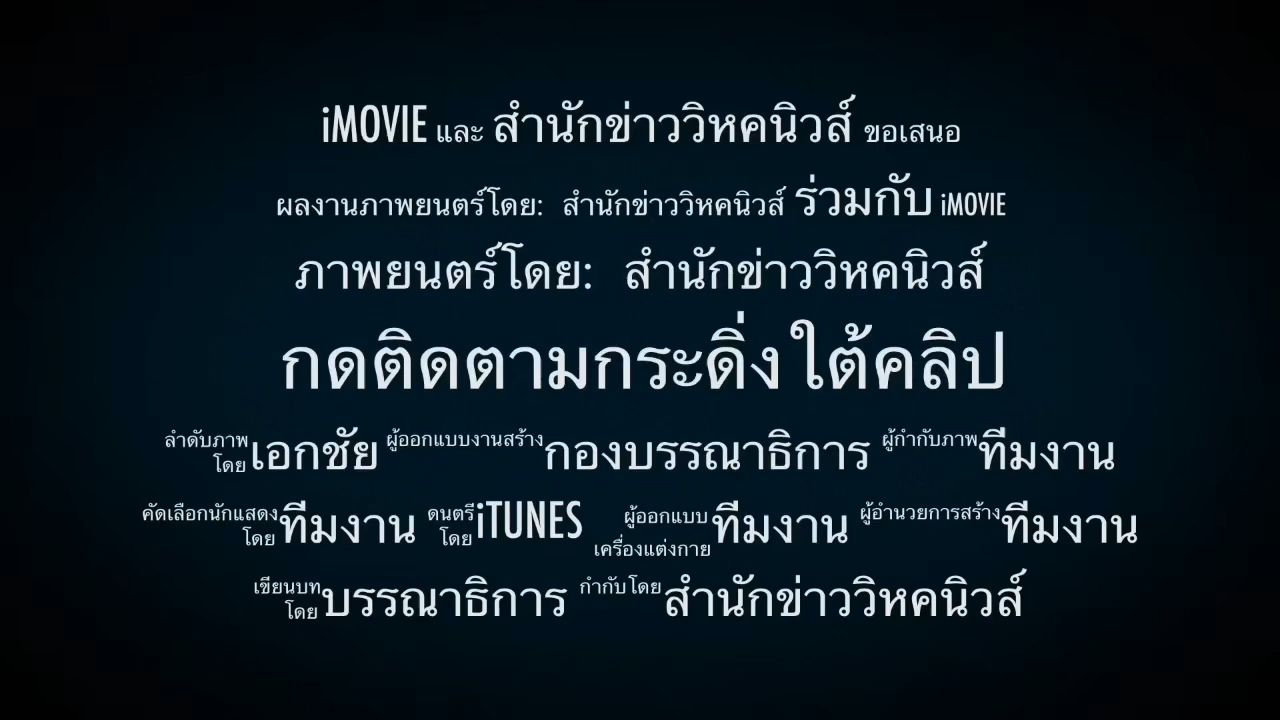 iMOVIE และ สำนักข่าววิหคนิวส์ ขอเสนอ
ผลงานภาพยนตร์โดย: สำนักข่าววิหคนิวส์ ร่วมกับ iMOVIE
ภาพยนตร์โดย: สำนักข่าววิหคนิวส์
กดติดตามกระดิ่ง ใต้คลิป
ลำดับภาพโดย เอกชัย ผู้ออกแบบงานสร้าง กองบรรณาธิการ ผู้กำกับภาพ ทีมงาน
คัดเลือกนักแสดงโดย ทีมงาน ดนตรีโดย iTUNES ผู้ออกแบบเครื่องแต่งกาย ทีมงาน ผู้อำนวยการสร้าง ทีมงาน
เขียนบทโดย บรรณาธิการ กำกับโดย สำนักข่าววิหคนิวส์